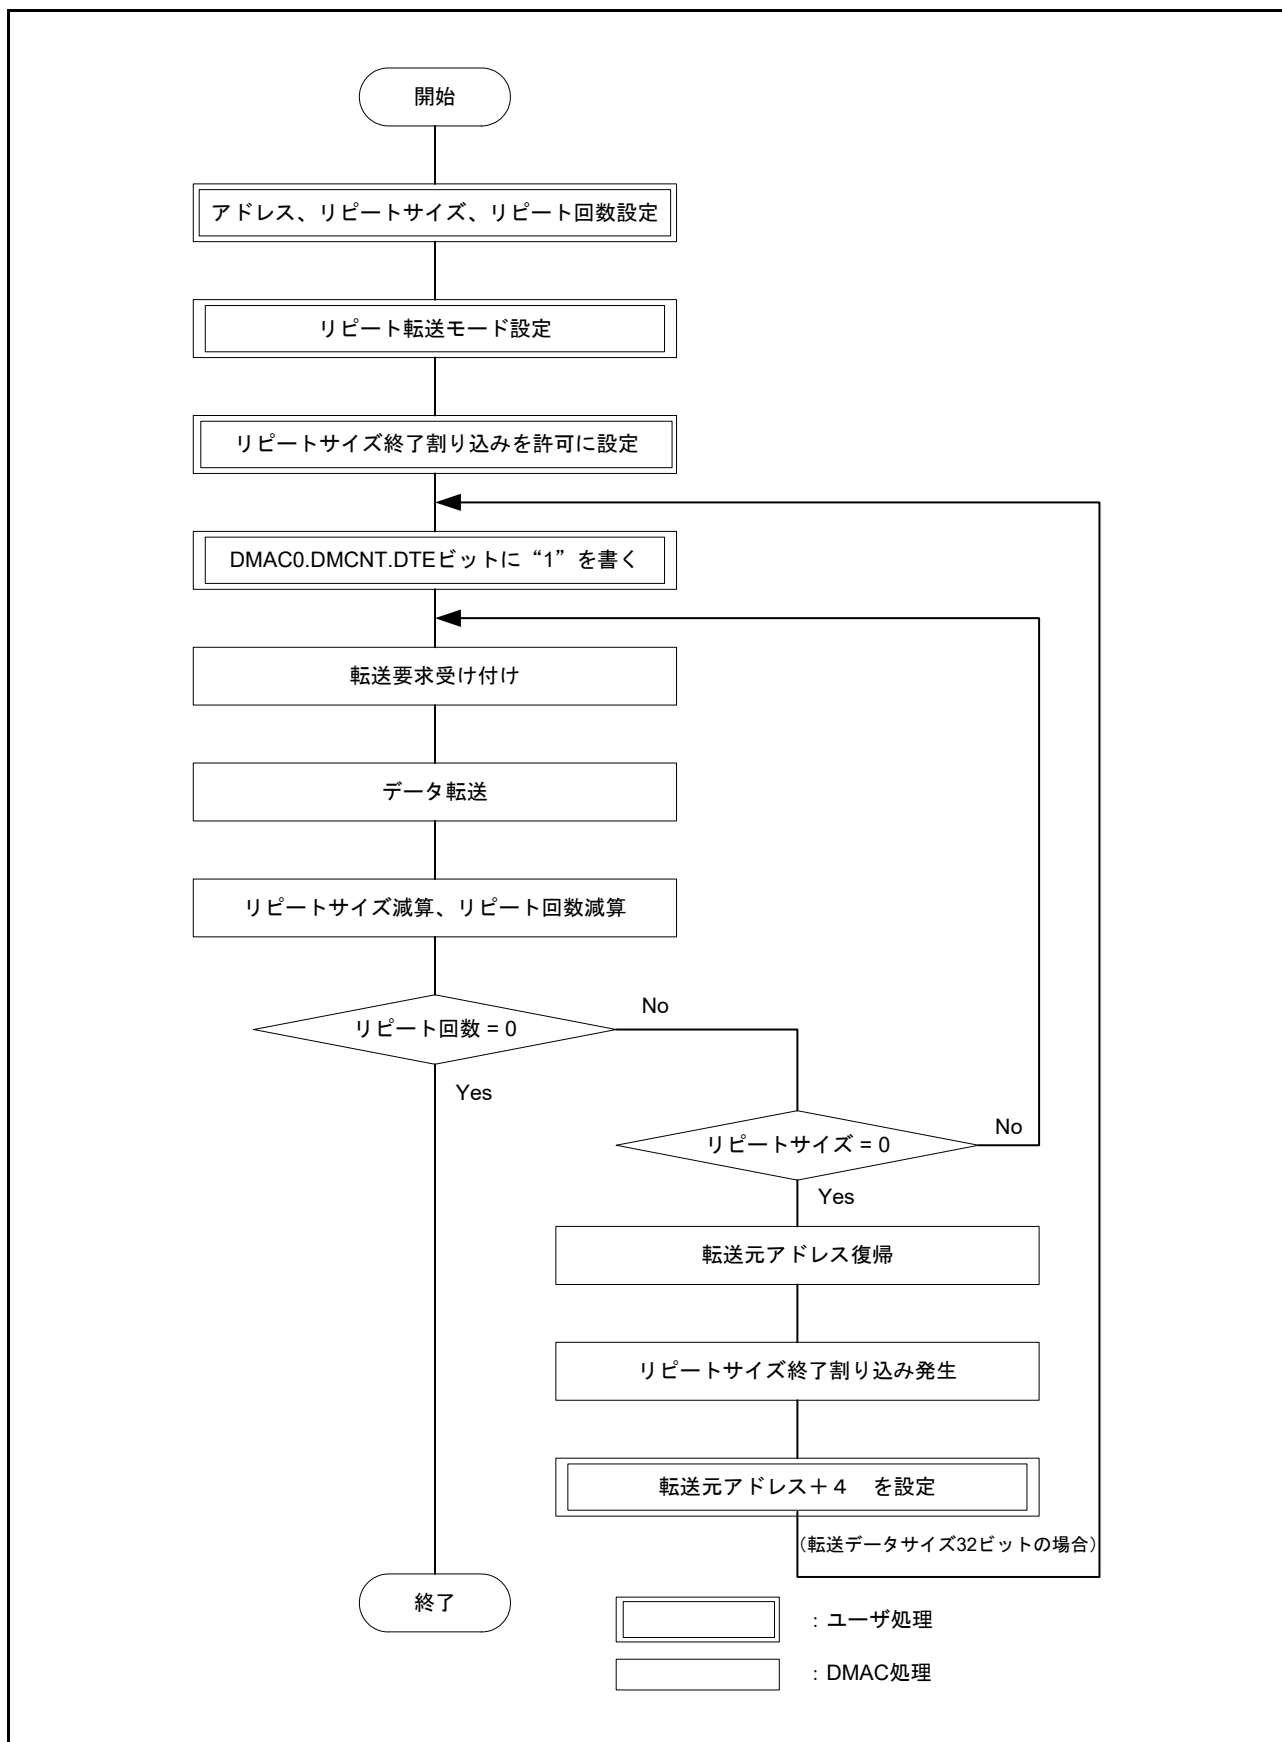 開始
アドレス、リピートサイズ、リピート回数設定
リピート転送モード設定
リピートサイズ終了割り込みを許可に設定
DMAC0.DMCNT.DTEビットに“1”を書く
転送要求受け付け
データ転送
リピートサイズ減算、リピート回数減算
リピート回数 = 0
No
Yes
リピートサイズ = 0
No
Yes
転送元アドレス復帰
リピートサイズ終了割り込み発生
転送元アドレス＋４　を設定
（転送データサイズ32ビットの場合）
終了
：ユーザ処理
：DMAC処理